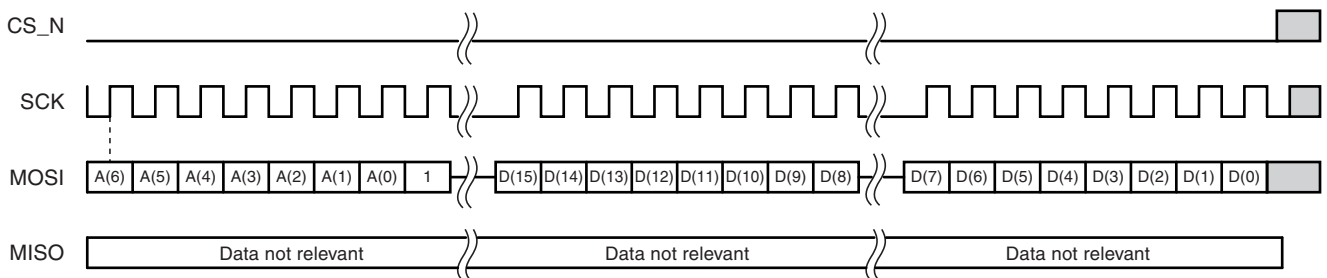 CS_N
SCK
MOSI A(6) A(5) A(4) A(3) A(2) A(1) A(0) 1 D(15) D(14) D(13) D(12) D(11) D(10) D(9) D(8) D(7) D(6) D(5) D(4) D(3) D(2) D(1) D(0)
MISO Data not relevant Data not relevant Data not relevant